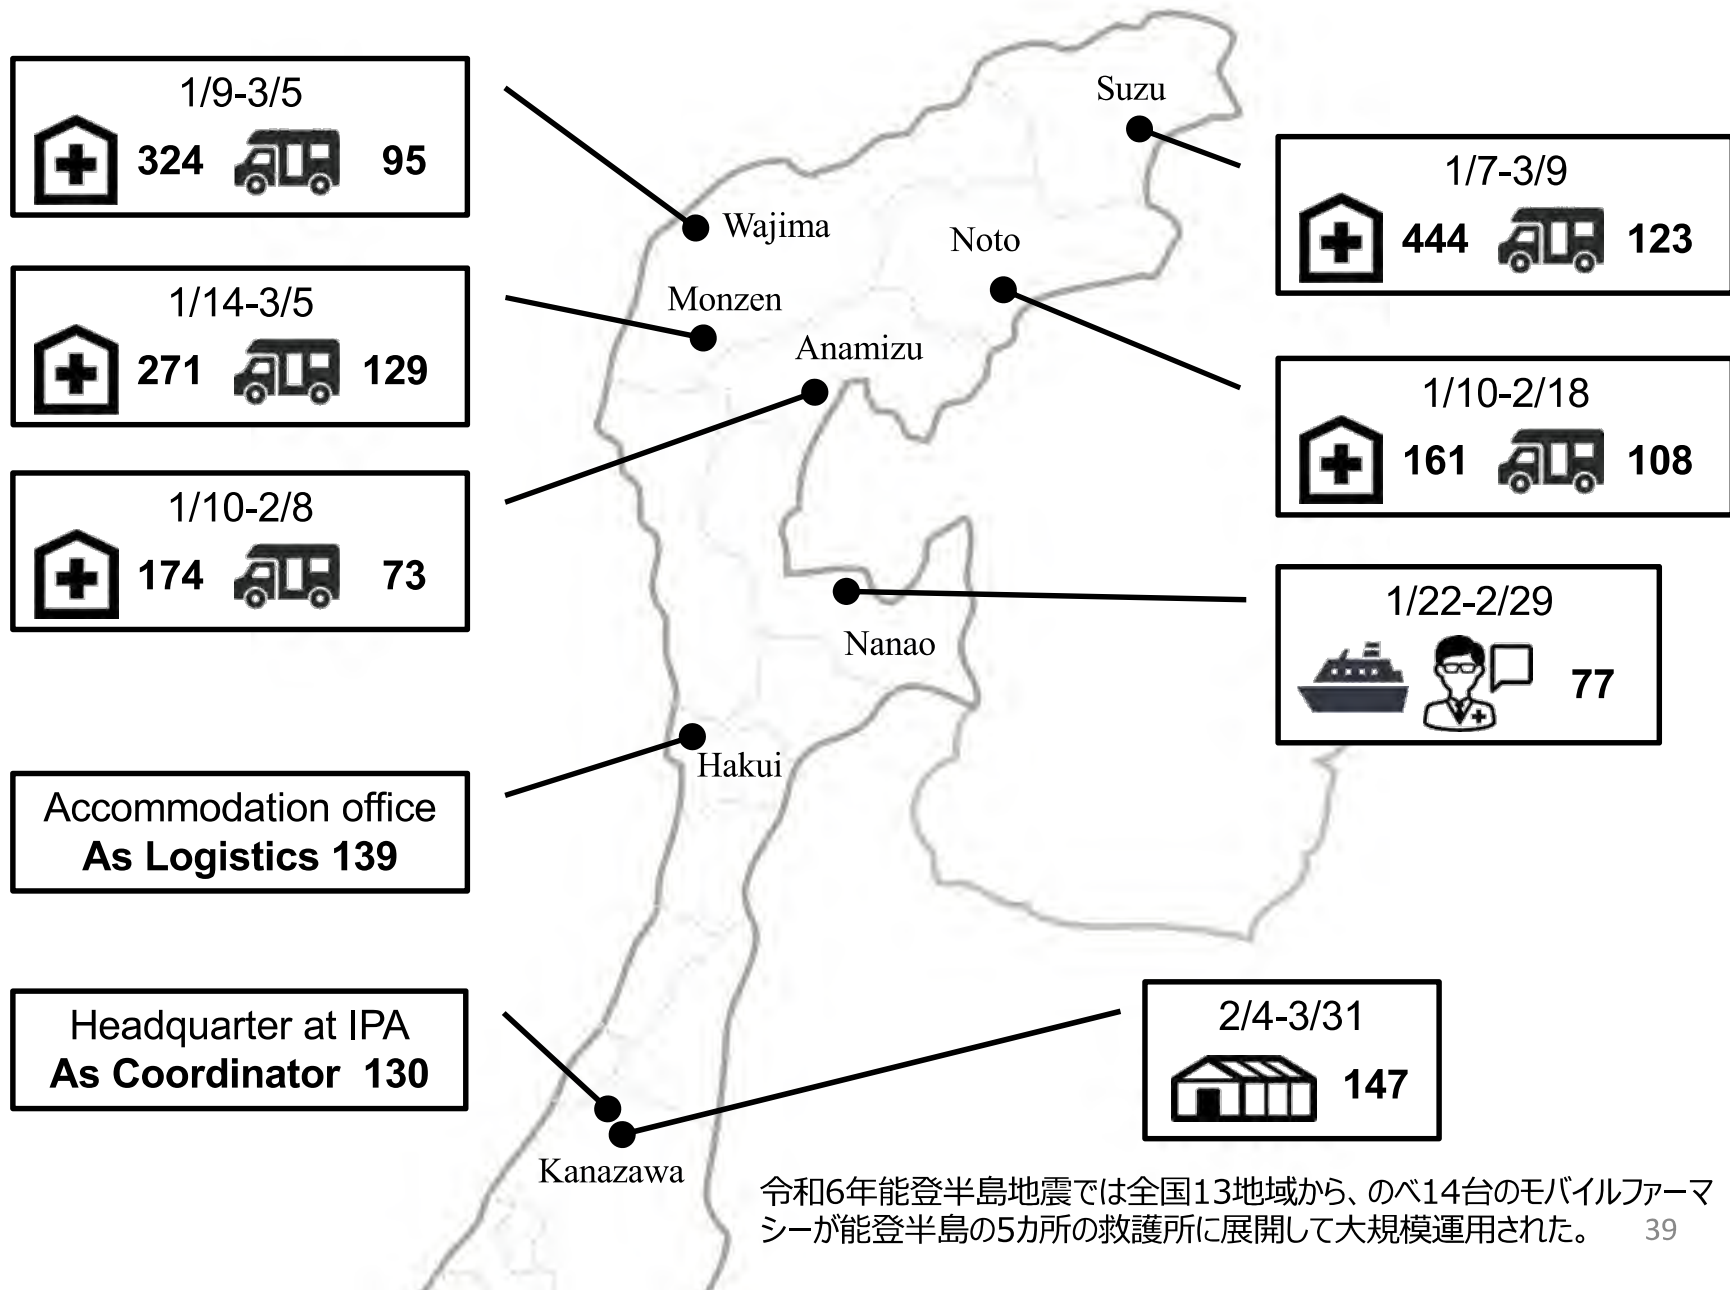 1/9-3/5
324 95
1/14-3/5
271 129
1/10-2/8
174 73
Accommodation office
As Logistics 139
Headquarter at IPA
As Coordinator 130
Suzu
Wajima
Noto
Monzen
Anamizu
Nanao
Hakui
Kanazawa
1/7-3/9
444 123
1/10-2/18
161 108
1/22-2/29
77
2/4-3/31
147
令和6年能登半島地震では全国13地域から、のべ14台のモバイルファーマ
シーが能登半島の5カ所の救護所に展開して大規模運用された。
39